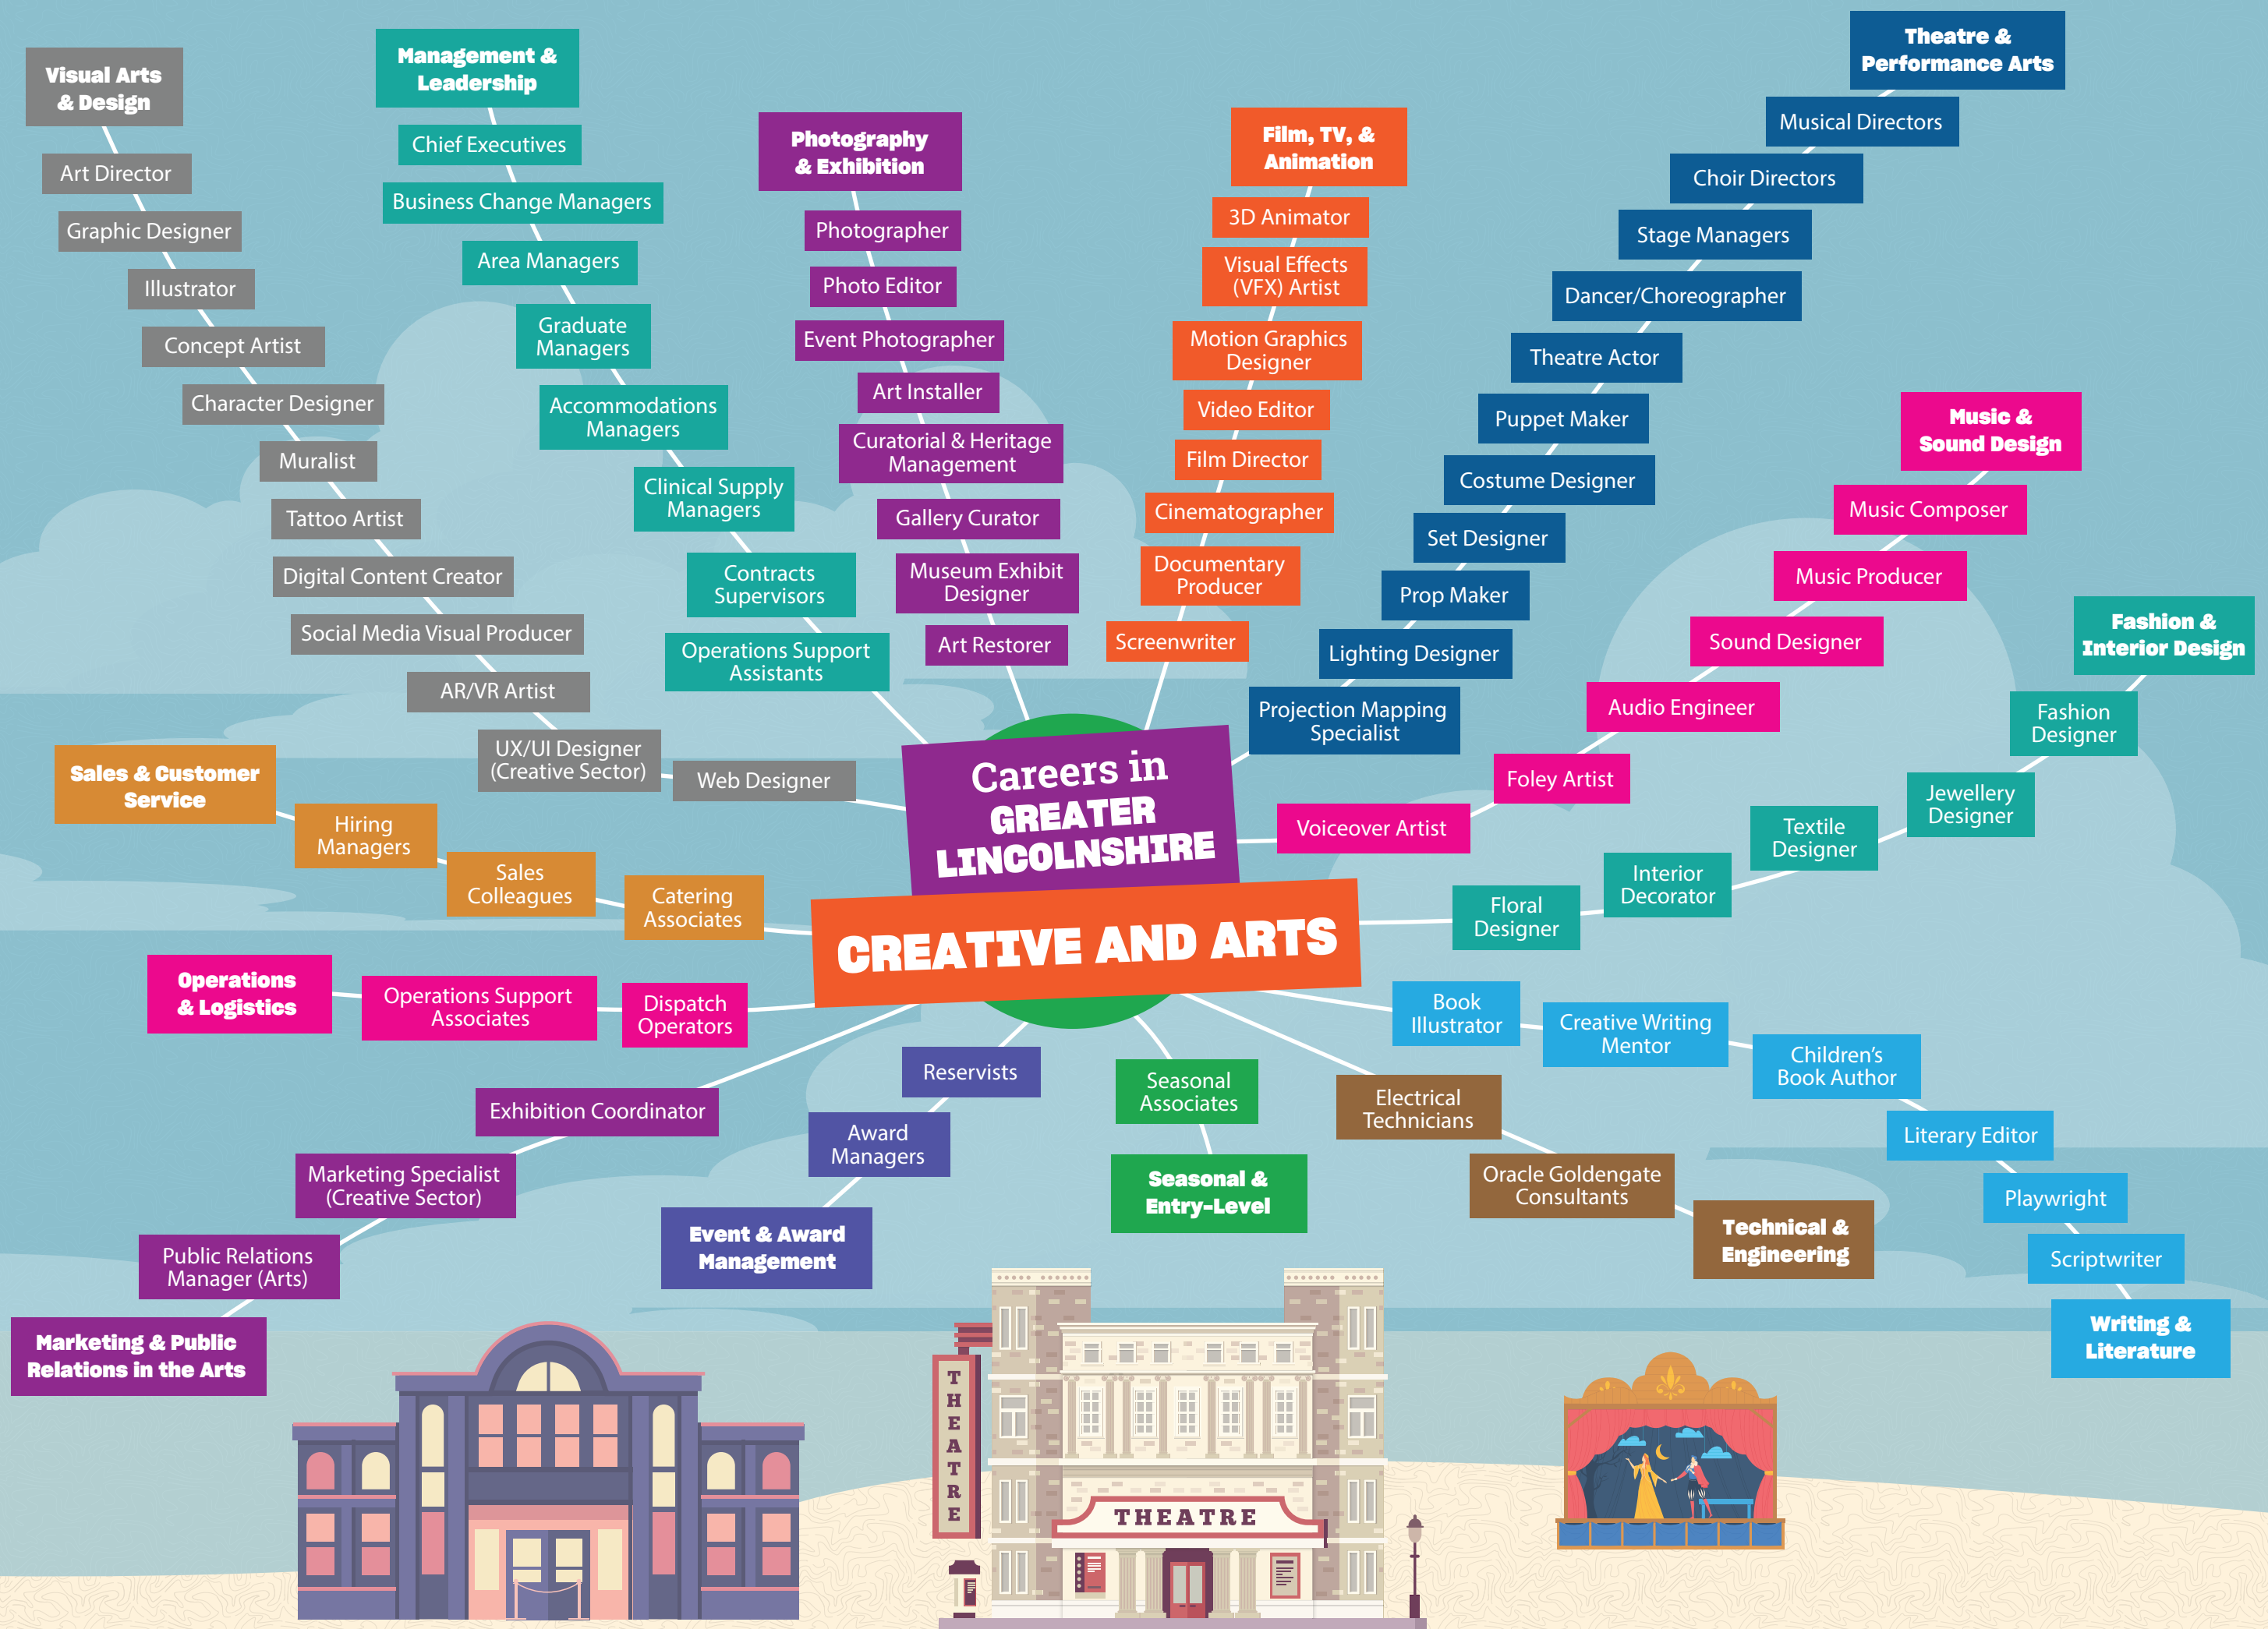 Visual Arts
& Design
Art Director
Graphic Designer
Illustrator
Concept Artist
Character Designer
Muralist
Tattoo Artist
Digital Content Creator
Social Media Visual Producer
AR/VR Artist
UX/UI Designer
(Creative Sector)
Web Designer
Management &
Leadership
Chief Executives
Business Change Managers
Area Managers
Graduate
Managers
Accommodations
Managers
Clinical Supply
Managers
Contracts
Supervisors
Operations Support
Assistants
Photography
& Exhibition
Photographer
Photo Editor
Event Photographer
Art Installer
Curatorial & Heritage
Management
Gallery Curator
Museum Exhibit
Designer
Art Restorer
Film, TV, &
Animation
3D Animator
Visual Effects
(VFX) Artist
Motion Graphics
Designer
Video Editor
Film Director
Cinematographer
Documentary
Producer
Screenwriter
Theatre &
Performance Arts
Musical Directors
Choir Directors
Stage Managers
Dancer/Choreographer
Theatre Actor
Puppet Maker
Costume Designer
Set Designer
Prop Maker
Lighting Designer
Projection Mapping
Specialist
Music &
Sound Design
Music Composer
Music Producer
Sound Designer
Audio Engineer
Foley Artist
Voiceover Artist
Fashion &
Interior Design
Fashion
Designer
Jewellery
Designer
Textile
Designer
Interior
Decorator
Floral
Designer
Careers in
GREATER
LINCOLNSHIRE
CREATIVE AND ARTS
Sales & Customer
Service
Hiring
Managers
Sales
Colleagues
Catering
Associates
Operations
& Logistics
Operations Support
Associates
Dispatch
Operators
Exhibition Coordinator
Marketing Specialist
(Creative Sector)
Public Relations
Manager (Arts)
Marketing & Public
Relations in the Arts
Reservists
Award
Managers
Event & Award
Management
Seasonal
Associates
Seasonal &
Entry-Level
Electrical
Technicians
Oracle Goldengate
Consultants
Technical &
Engineering
Book
Illustrator
Creative Writing
Mentor
Children’s
Book Author
Literary Editor
Playwright
Scriptwriter
Writing &
Literature
THEATRE
THEATRE